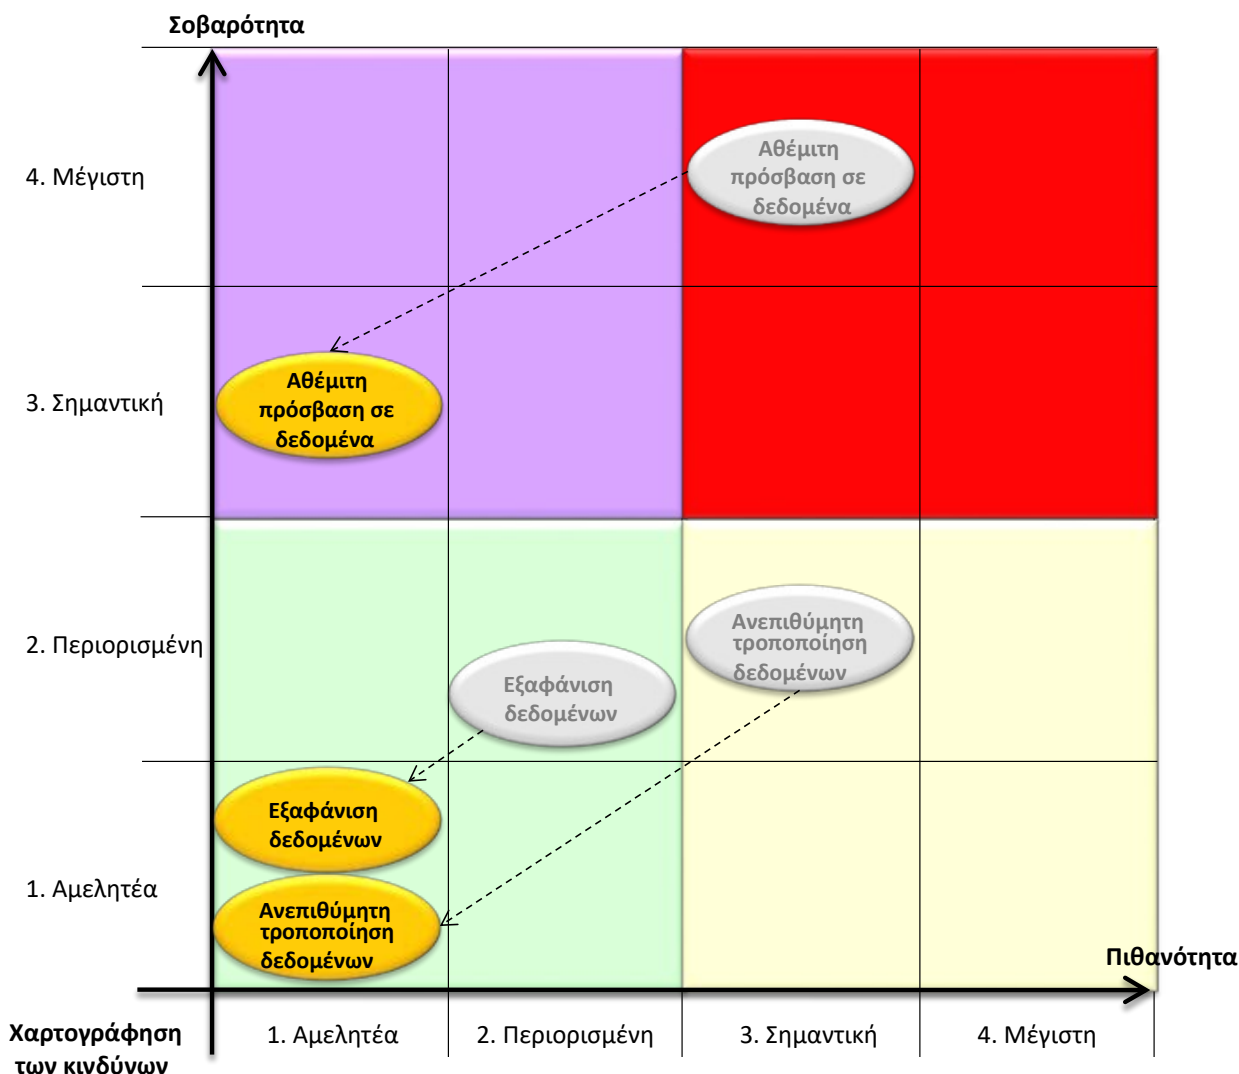 Σοβαρότητα
4. Μέγιστη
Αθέμιτη
πρόσβαση σε
δεδομένα
3. Σημαντική
Αθέμιτη
πρόσβαση σε
δεδομένα
2. Περιορισμένη
Ανεπιθύμητη
τροποποίηση
δεδομένων
Εξαφάνιση
δεδομένων
Εξαφάνιση
δεδομένων
1. Αμελητέα
Ανεπιθύμητη
τροποποίηση
δεδομένων
Πιθανότητα
Χαρτογράφηση
των κινδύνων
1. Αμελητέα
2. Περιορισμένη
3. Σημαντική
4. Μέγιστη